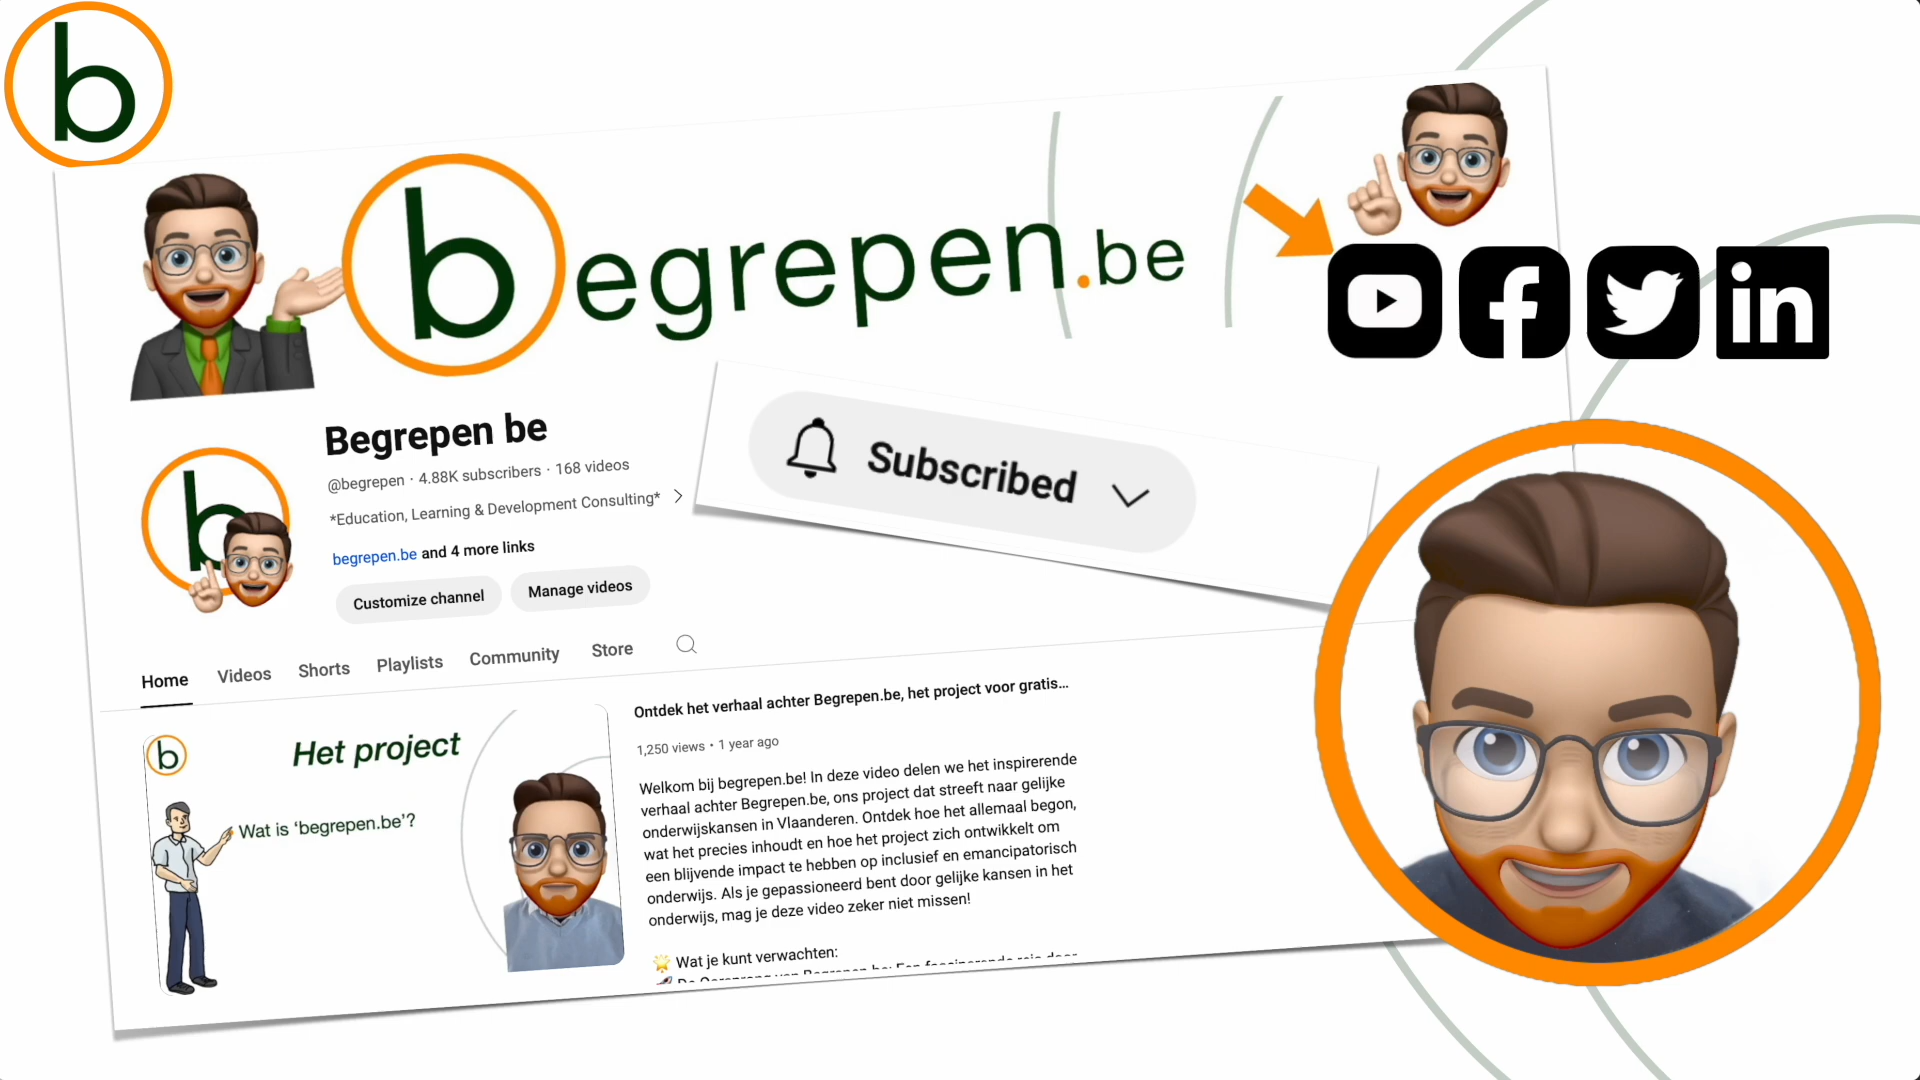 b
begrepen.be
in
Subscribed
Begrepen be
@begrepen · 4.88K subscribers · 168 videos
*Education, Learning & Development Consulting*
begrepen.be and 4 more links
Customize channel Manage videos
Home Videos Shorts Playlists Community Store
b
Het project
Wat is ‘begrepen.be’?
Ontdek het verhaal achter Begrepen.be, het project voor gratis...
1,250 views • 1 year ago
Welkom bij begrepen.be! In deze video delen we het inspirerende
verhaal achter Begrepen.be, ons project dat streeft naar gelijke
onderwijskansen in Vlaanderen. Ontdek hoe het allemaal begon,
wat het precies inhoudt en hoe het project zich ontwikkelt om
een blijvende impact te hebben op inclusief en emancipatorisch
onderwijs. Als je gepassioneerd bent door gelijke kansen in het
onderwijs, mag je deze video zeker niet missen!
🌟 Wat je kunt verwachten: